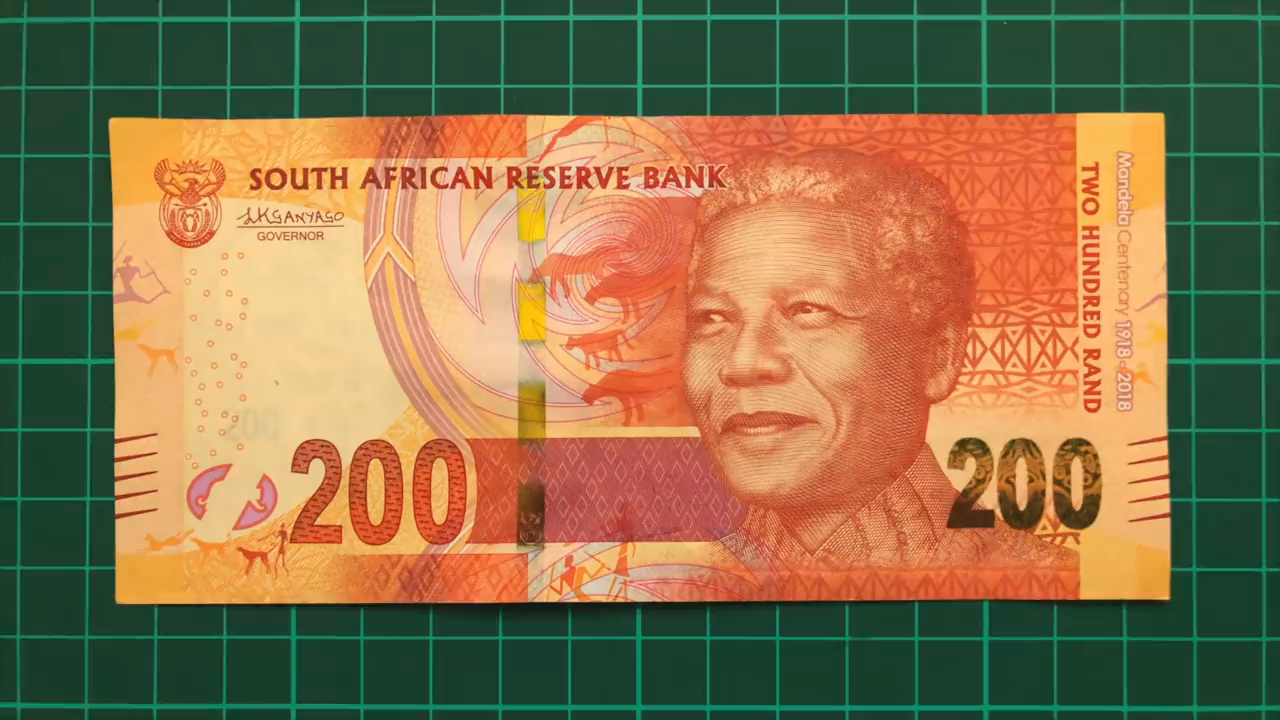 SOUTH AFRICAN RESERVE BANK
GOVERNOR
200
200
TWO HUNDRED RAND
Mandela Centenary 1918 - 2018